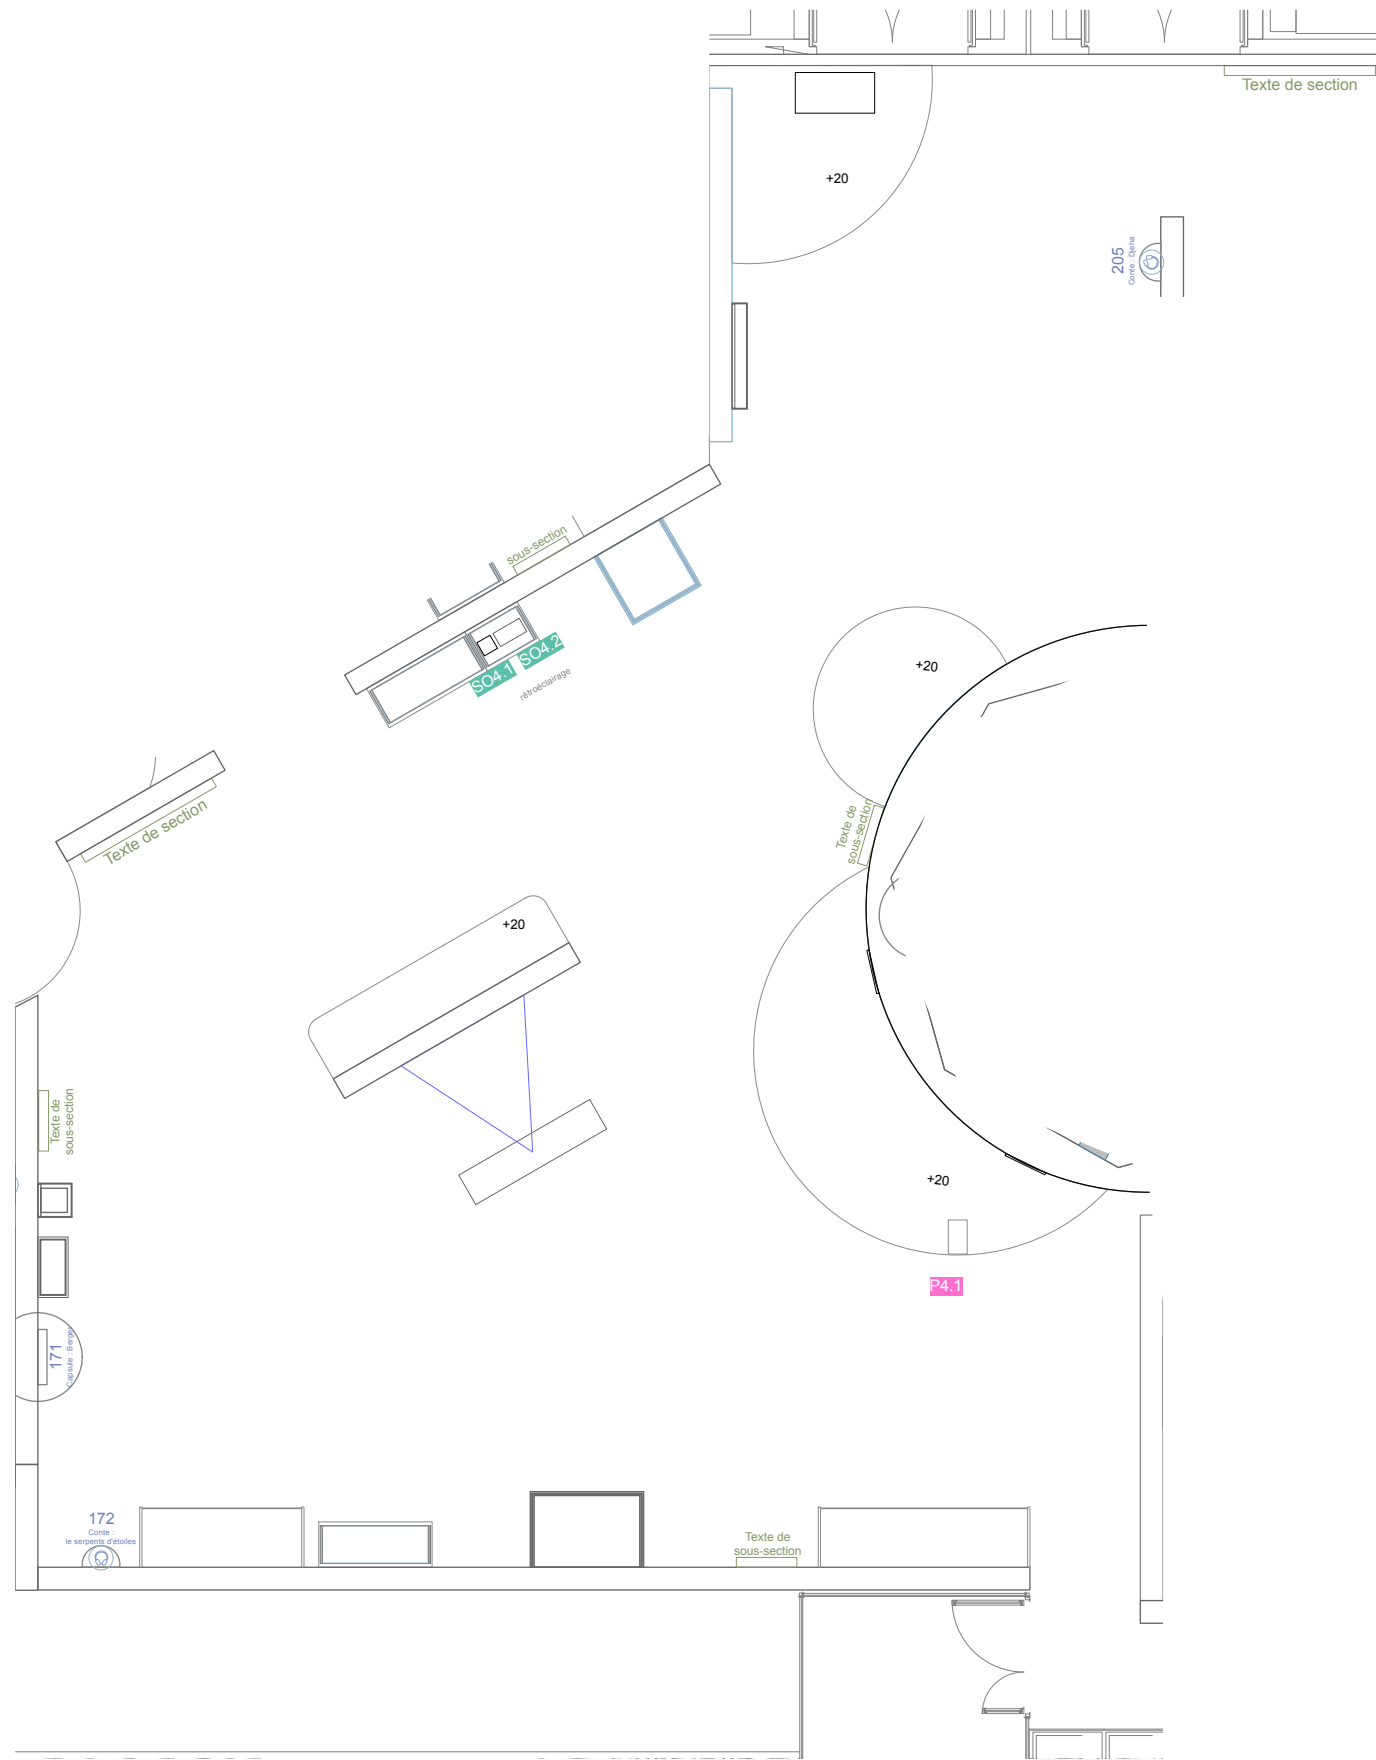 Texte de section
+20
205
Conte : Djeha
sous-section
SO4.1
SO4.2
rétroéclairage
+20
Texte de section
Texte de
sous-section
+20
Texte de
sous-section
+20
P4.1
171
Capsule : Berger
172
Conte :
le serpents d'étoiles
Texte de
sous-section